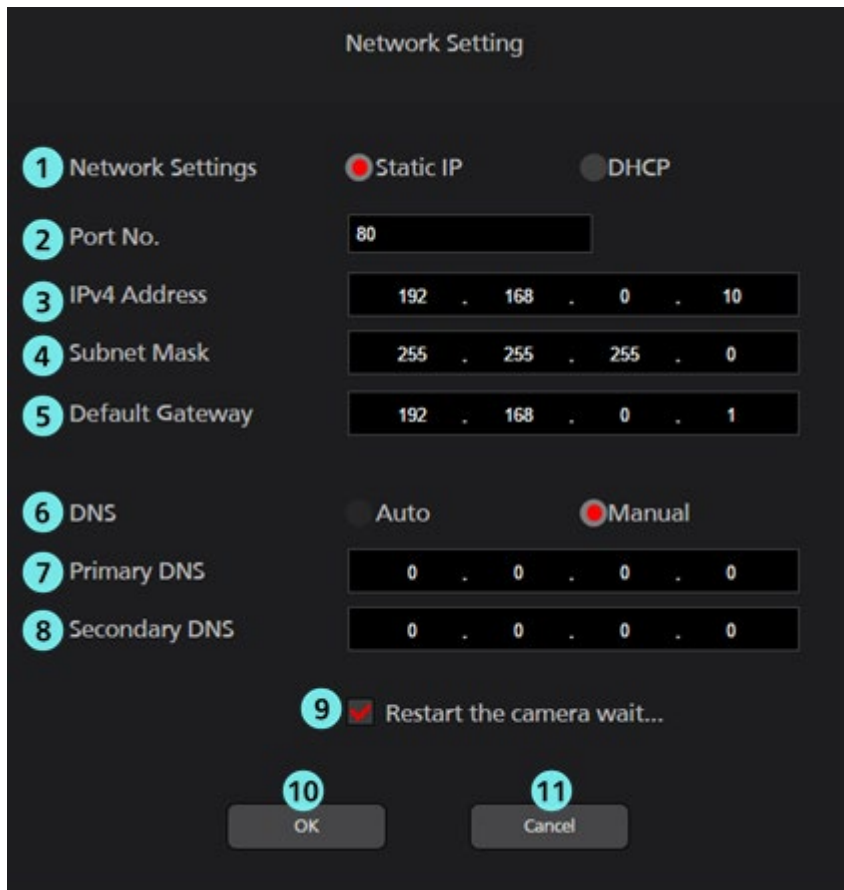 Network Setting
1 Network Settings Static IP DHCP
2 Port No. 80
3 IPv4 Address 192 . 168 . 0 . 10
4 Subnet Mask 255 . 255 . 255 . 0
5 Default Gateway 192 . 168 . 0 . 1
6 DNS Auto Manual
7 Primary DNS 0 . 0 . 0 . 0
8 Secondary DNS 0 . 0 . 0 . 0
9 Restart the camera wait...
10 11
OK Cancel